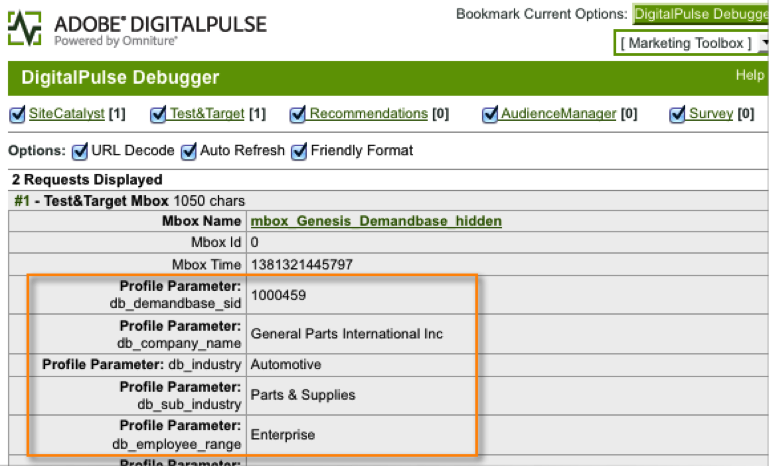 ADOBE® DIGITALPULSE
Powered by Omniture®
Bookmark Current Options: DigitalPulse Debugge
[ Marketing Toolbox ]
DigitalPulse Debugger
Help
SiteCatalyst [1] Test&Target [1] Recommendations [0] AudienceManager [0] Survey [0]
Options: URL Decode Auto Refresh Friendly Format
2 Requests Displayed
#1 - Test&Target Mbox 1050 chars
Mbox Name mbox_Genesis_Demandbase_hidden
Mbox Id 0
Mbox Time 1381321445797
Profile Parameter:
db_demandbase_sid 1000459
Profile Parameter:
db_company_name General Parts International Inc
Profile Parameter: db_industry Automotive
Profile Parameter:
db_sub_industry Parts & Supplies
Profile Parameter:
db_employee_range Enterprise
Profile Parameter: